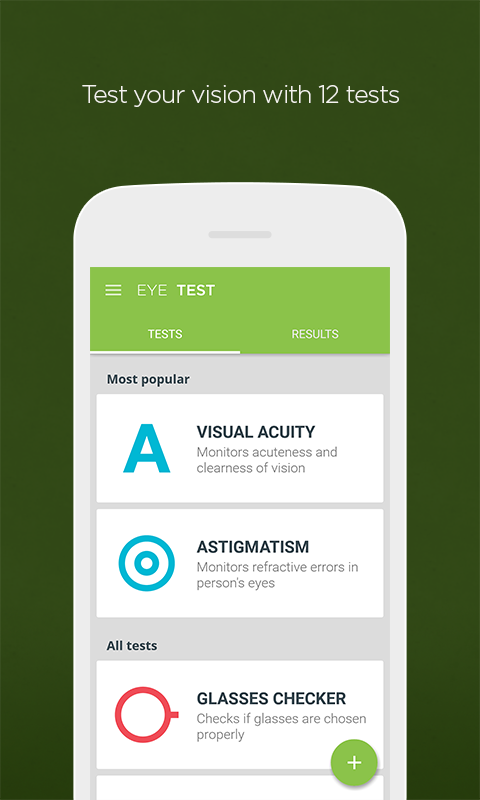 Test your vision with 12 tests
EYE TEST
TESTS RESULTS
Most popular
A
VISUAL ACUITY
Monitors acuteness and
clearness of vision
ASTIGMATISM
Monitors refractive errors in
person's eyes
All tests
GLASSES CHECKER
Checks if glasses are chosen
properly
+